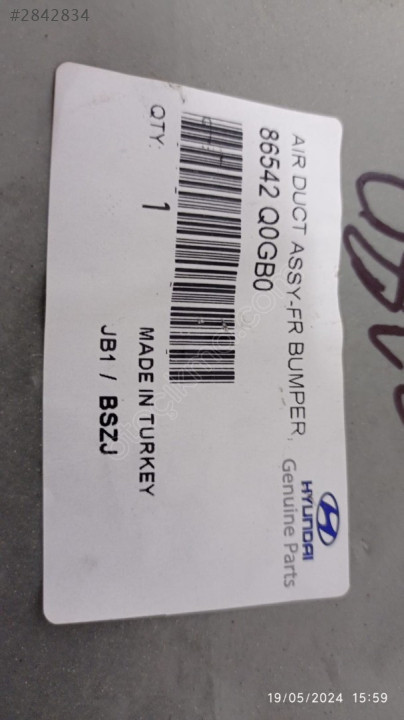 #2842834
HYUNDAI
Genuine Parts
AIR DUCT ASSY-FR BUMPER,
86542 Q0GB0
QTY: 1
MADE IN TURKEY
JB1 / BSZJ
19/05/2024 15:59